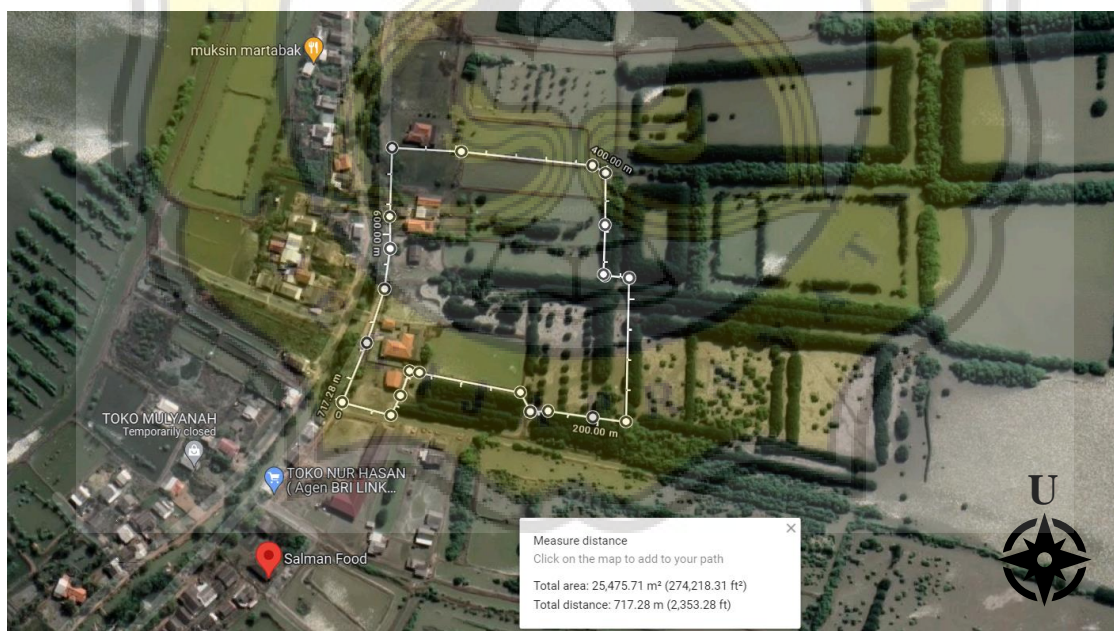 muksin martabak
400.00 m
600.00 m
717.28 m
200.00 m
TOKO MULYANAH
Temporarily closed
TOKO NUR HASAN
( Agen BRI LINK...
Salman Food
U
Measure distance
Click on the map to add to your path
Total area: 25,475.71 m² (274,218.31 ft²)
Total distance: 717.28 m (2,353.28 ft)